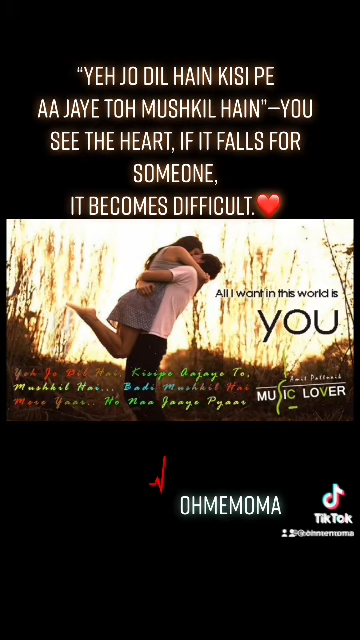 “YEH JO DIL HAIN KISI PE
AA JAYE TOH MUSHKIL HAIN”—YOU
SEE THE HEART, IF IT FALLS FOR
SOMEONE,
IT BECOMES DIFFICULT.❤️
All I want in this world is
YOU
Yeh Jo Dil Hai, Kisipe Aajaye To,
Mushkil Hai... Badi Mushkil Hai
Mere Yaar.. Ho Naa Jaaye Pyaar
Amit Pattnaik
MUSIC LOVER
OHMEMOMA
TikTok
@ohmemoma